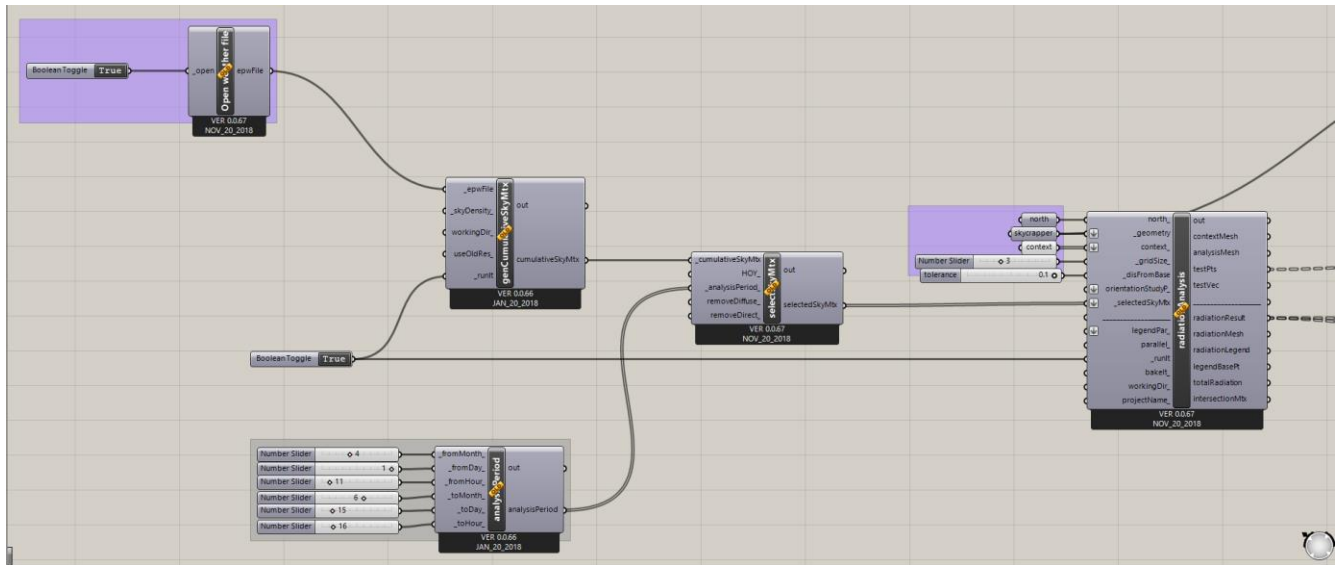 Boolean Toggle True
_open
Open weather file
epwFile
VER 0.0.67
NOV_20_2018
_epwFile
_skyDensity_
workingDir_
useOldRes_
_runIt
genCumulativeSkyMtx
out
cumulativeSkyMtx
VER 0.0.66
JAN_20_2018
_cumulativeSkyMtx
HOY_
_analysisPeriod_
removeDiffuse_
removeDirect_
selectSkyMtx
out
selectedSkyMtx
VER 0.0.67
NOV_20_2018
north
skycrapper
context
Number Slider 3
tolerance 0.1
north_
_geometry
context_
_gridSize_
_disFromBase
orientationStudyP_
_selectedSkyMtx
legendPar_
parallel_
_runIt
bakeIt_
workingDir_
projectName_
radiationAnalysis
out
contextMesh
analysisMesh
testPts
testVec
radiationResult
radiationMesh
radiationLegend
legendBasePt
totalRadiation
intersectionMtx
VER 0.0.67
NOV_20_2018
Boolean Toggle True
Number Slider 4
Number Slider 1
Number Slider 11
Number Slider 6
Number Slider 15
Number Slider 16
_fromMonth_
_fromDay_
_fromHour_
_toMonth_
_toDay_
_toHour_
analysisPeriod
out
analysisPeriod
VER 0.0.66
JAN_20_2018